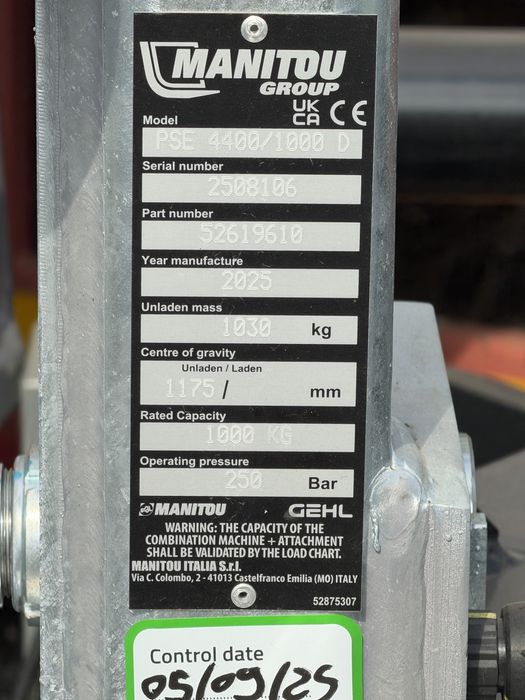 MANITOU
GROUP
UK
CA CE
Model
PSE 4400/1000 D
Serial number
2508106
Part number
52619610
Year manufacture
2025
Unladen mass
1030 kg
Centre of gravity
Unladen / Laden
1175 / mm
Rated Capacity
1000 KG
Operating pressure
250 Bar
MANITOU GEHL
WARNING: THE CAPACITY OF THE
COMBINATION MACHINE + ATTACHMENT
SHALL BE VALIDATED BY THE LOAD CHART.
MANITOU ITALIA S.r.l.
Via C. Colombo, 2 - 41013 Castelfranco Emilia (MO) ITALY
52875307
Control date
05/09/25